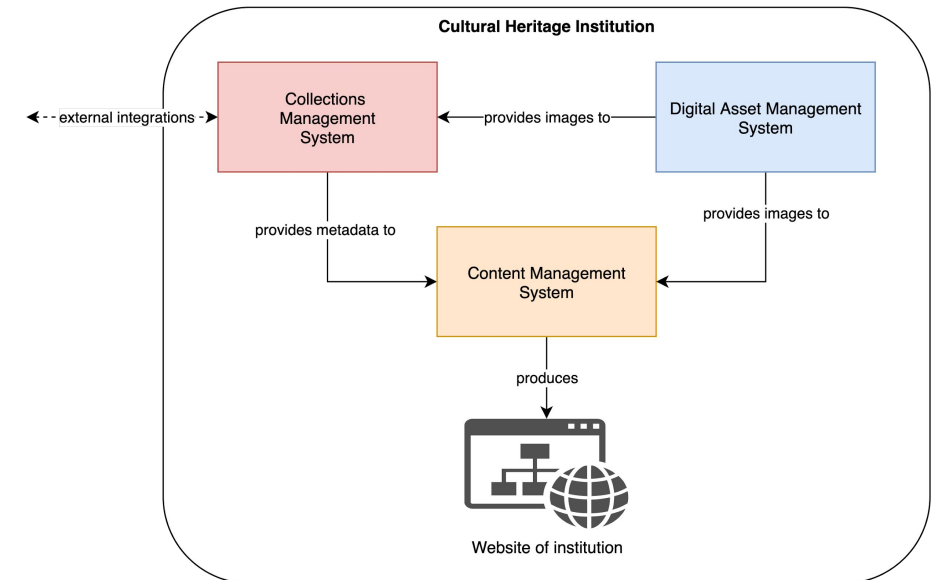 Cultural Heritage Institution
Collections
Management
System
Digital Asset Management
System
external integrations
provides images to
provides images to
provides metadata to
Content Management
System
produces
Website of institution